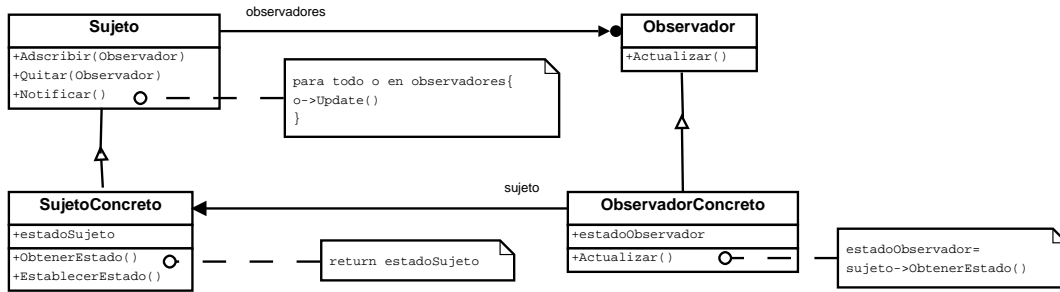 observadores
Sujeto
+Adscribir(Observador)
+Quitar(Observador)
+Notificar()
para todo o en observadores{
o->Update()
}
Observador
+Actualizar()
sujeto
SujetoConcreto
+estadoSujeto
+ObtenerEstado()
+EstablecerEstado()
return estadoSujeto
ObservadorConcreto
+estadoObservador
+Actualizar()
estadoObservador=
sujeto->ObtenerEstado()